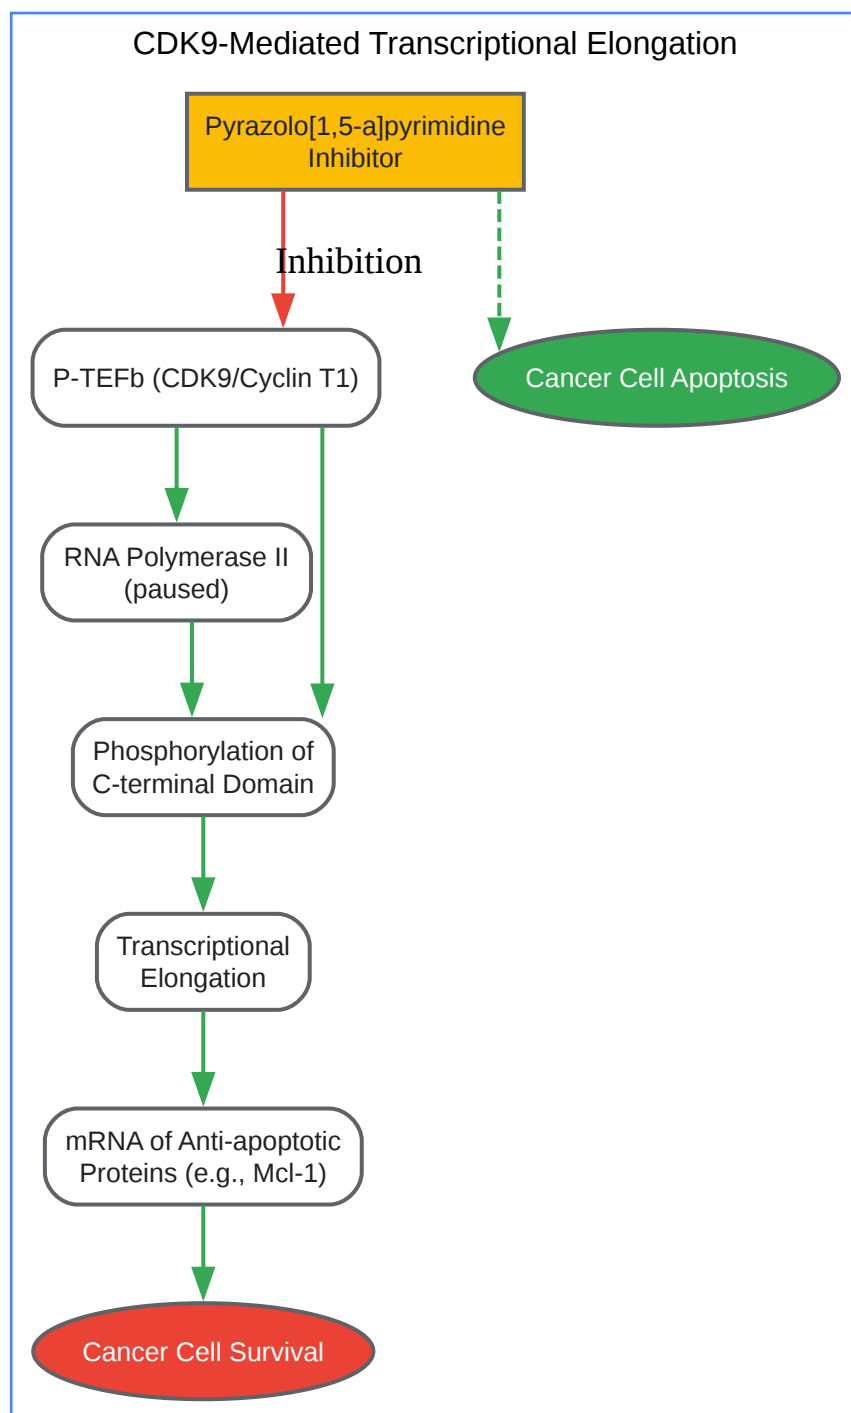 CDK9-Mediated Transcriptional Elongation
Pyrazolo[1,5-a]pyrimidine
Inhibitor
Inhibition
P-TEFb (CDK9/Cyclin T1)
Cancer Cell Apoptosis
RNA Polymerase II
(paused)
Phosphorylation of
C-terminal Domain
Transcriptional
Elongation
mRNA of Anti-apoptotic
Proteins (e.g., Mcl-1)
Cancer Cell Survival